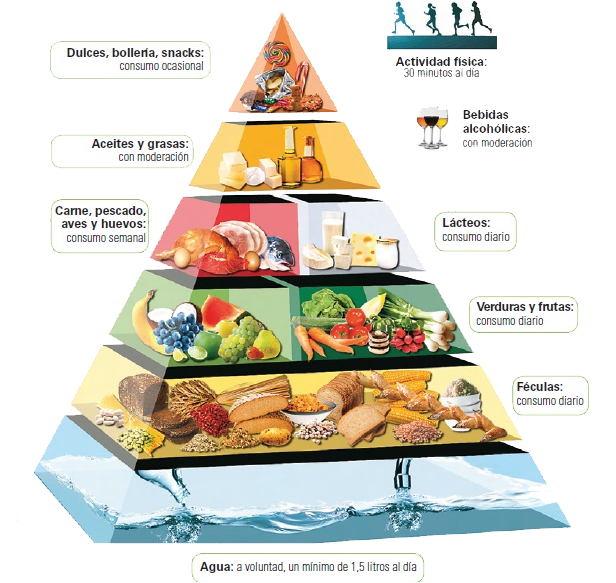 Dulces, bollería, snacks:
consumo ocasional
Actividad física:
30 minutos al día
Bebidas
alcohólicas:
con moderación
Aceites y grasas:
con moderación
Carne, pescado,
aves y huevos:
consumo semanal
Lácteos:
consumo diario
Verduras y frutas:
consumo diario
Féculas:
consumo diario
Agua: a voluntad, un mínimo de 1,5 litros al día